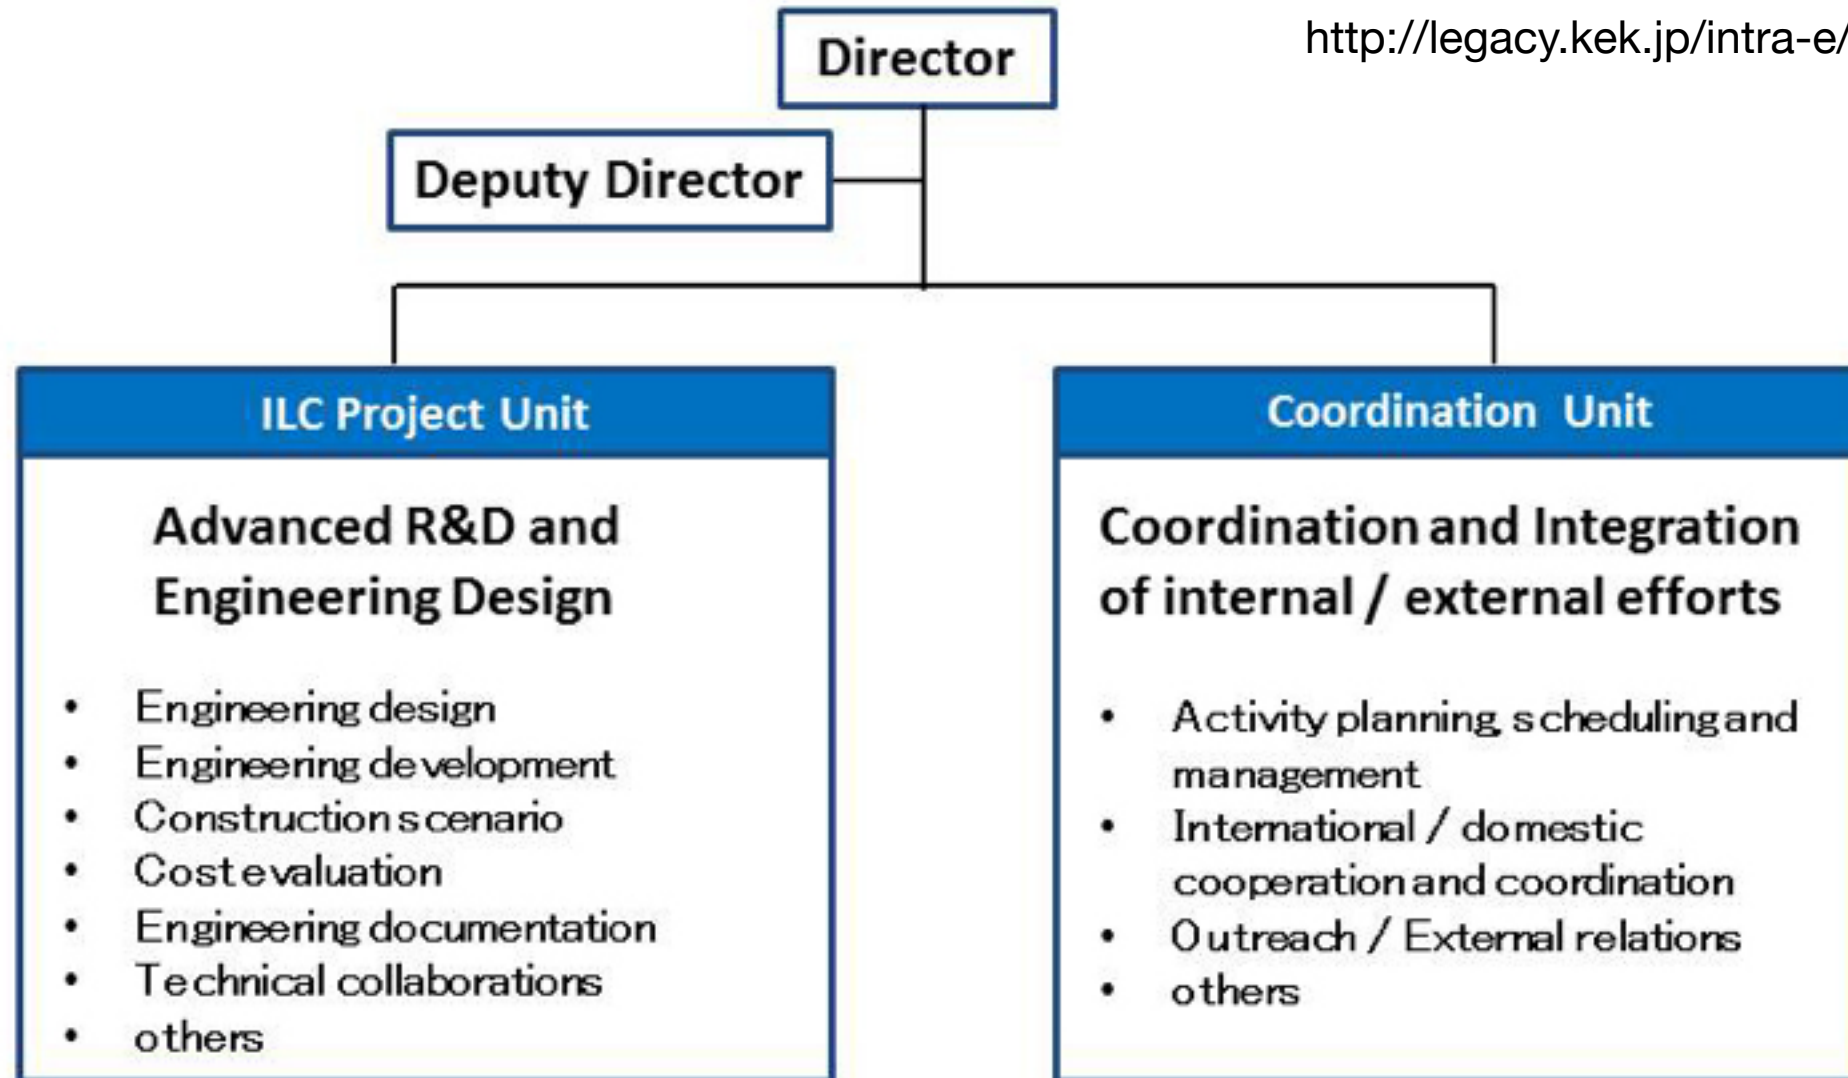 Director
http://legacy.kek.jp/intra-e/
Deputy Director
ILC Project Unit
Advanced R&D and
Engineering Design
• Engineering design
• Engineering development
• Construction scenario
• Cost evaluation
• Engineering documentation
• Technical collaborations
• others
Coordination Unit
Coordination and Integration
of internal / external efforts
• Activity planning, scheduling and
management
• International / domestic
cooperation and coordination
• Outreach / External relations
• others